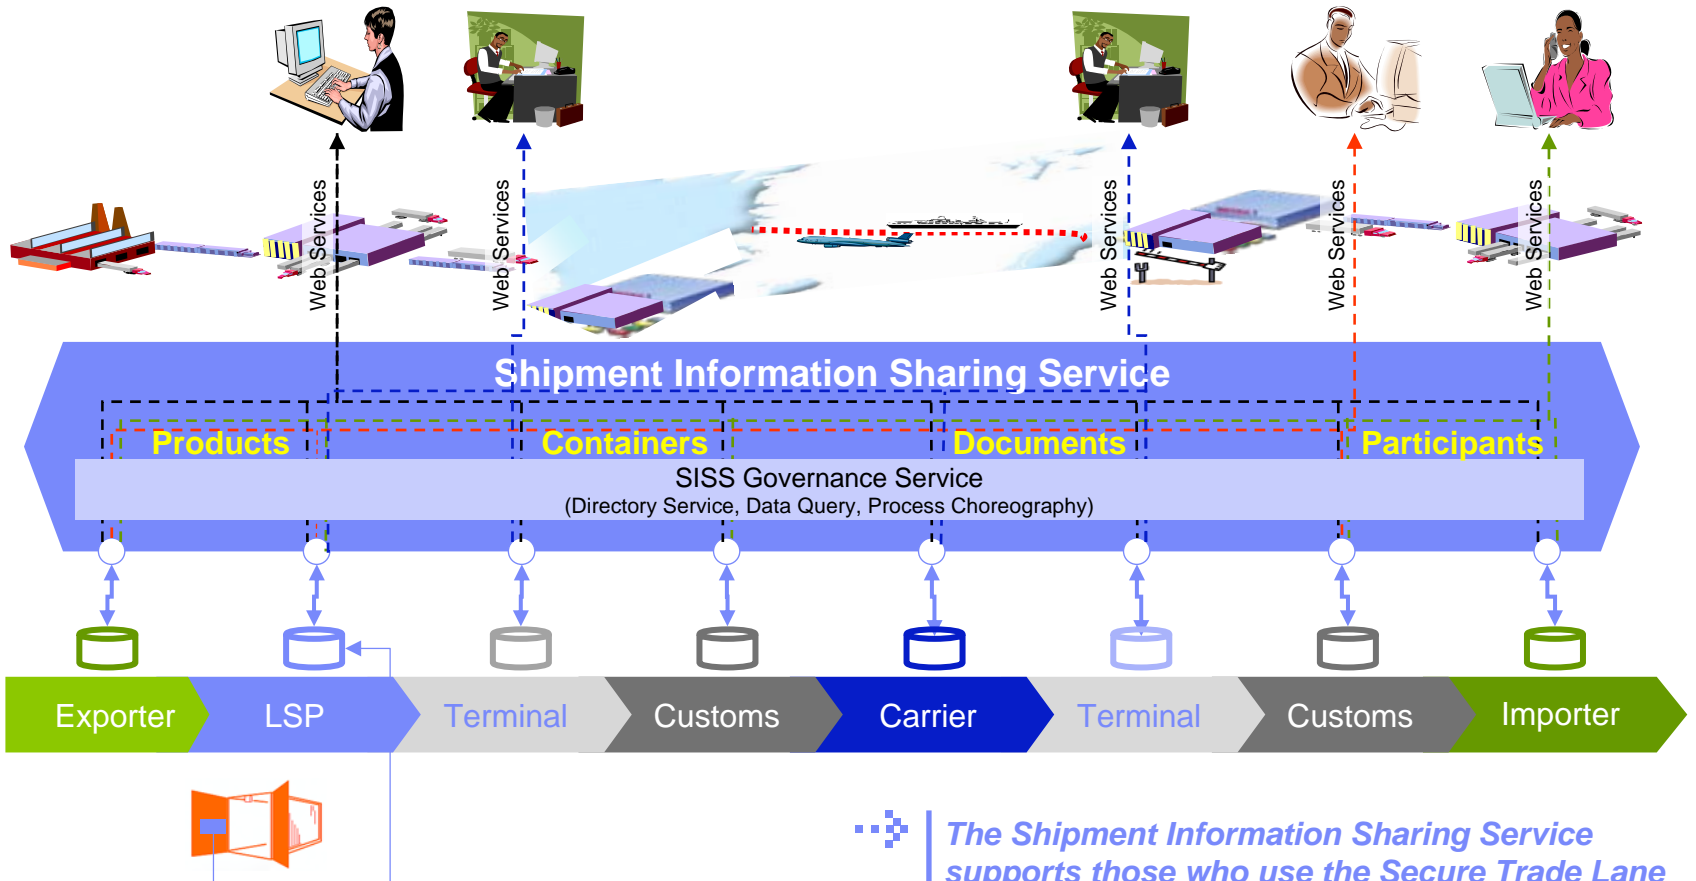 Web Services
Web Services
Web Services
Web Services
Web Services
Shipment Information Sharing Service
Products
Containers
Documents
Participants
SISS Governance Service
(Directory Service, Data Query, Process Choreography)
Exporter
LSP
Terminal
Customs
Carrier
Terminal
Customs
Importer
The Shipment Information Sharing Service
supports those who use the Secure Trade Lane